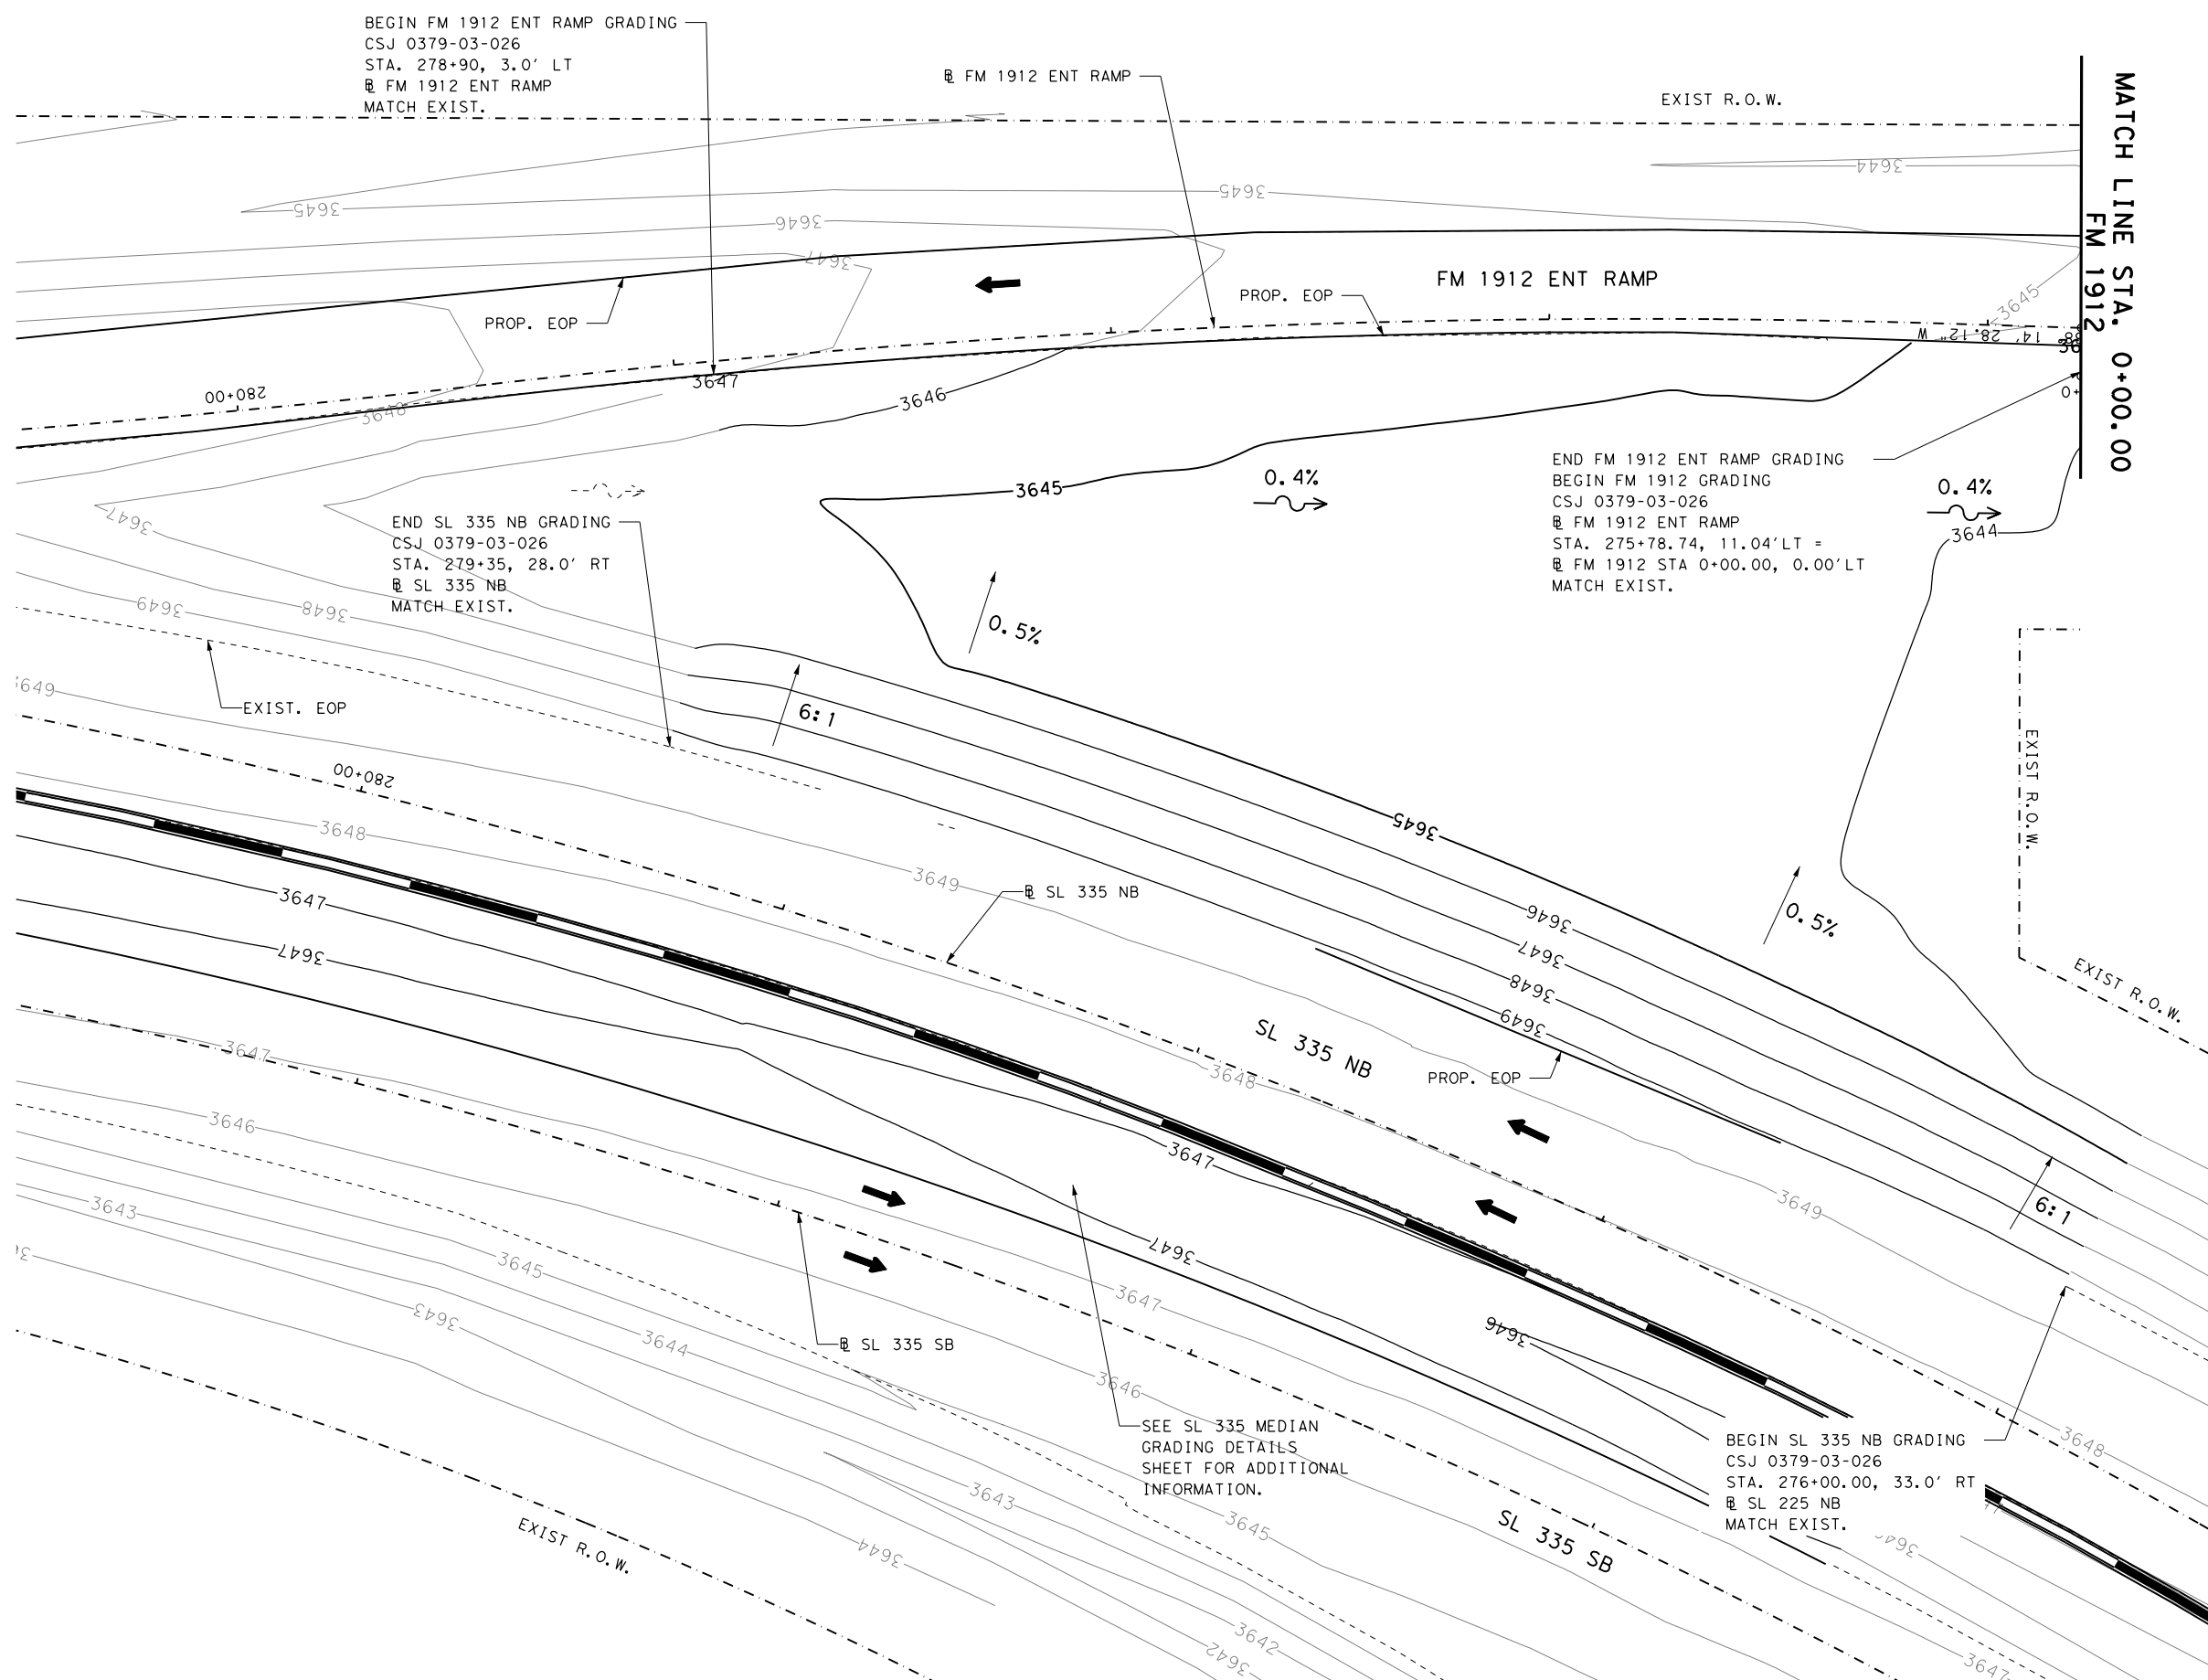 BEGIN FM 1912 ENT RAMP GRADING
CSJ 0379-03-026
STA. 278+90, 3.0' LT
℄ FM 1912 ENT RAMP
MATCH EXIST.
℄ FM 1912 ENT RAMP
EXIST R.O.W.
MATCH LINE STA. 0+00.00
FM 1912
3644
3645
3645
3646
3647
FM 1912 ENT RAMP
PROP. EOP
PROP. EOP
3645
14' 28.12" W
280+00
3647
3648
3646
END FM 1912 ENT RAMP GRADING
BEGIN FM 1912 GRADING
CSJ 0379-03-026
℄ FM 1912 ENT RAMP
STA. 275+78.74, 11.04'LT =
℄ FM 1912 STA 0+00.00, 0.00'LT
MATCH EXIST.
0.4%
3645
0.4%
3644
3647
END SL 335 NB GRADING
CSJ 0379-03-026
STA. 279+35, 28.0' RT
℄ SL 335 NB
MATCH EXIST.
3649
3648
0.5%
EXIST. EOP
6:1
EXIST R.O.W.
280+00
3648
3645
3649
℄ SL 335 NB
3647
3646
0.5%
3647
3647
3648
EXIST R.O.W.
3649
SL 335 NB
3648
PROP. EOP
3647
3646
3647
3649
6:1
3643
3645
3647
3647
3643
3644
℄ SL 335 SB
3646
3646
SEE SL 335 MEDIAN
GRADING DETAILS
SHEET FOR ADDITIONAL
INFORMATION.
BEGIN SL 335 NB GRADING
CSJ 0379-03-026
STA. 276+00.00, 33.0' RT
℄ SL 225 NB
MATCH EXIST.
3648
3643
3645
SL 335 SB
EXIST R.O.W.
3644
3642
3642
3647